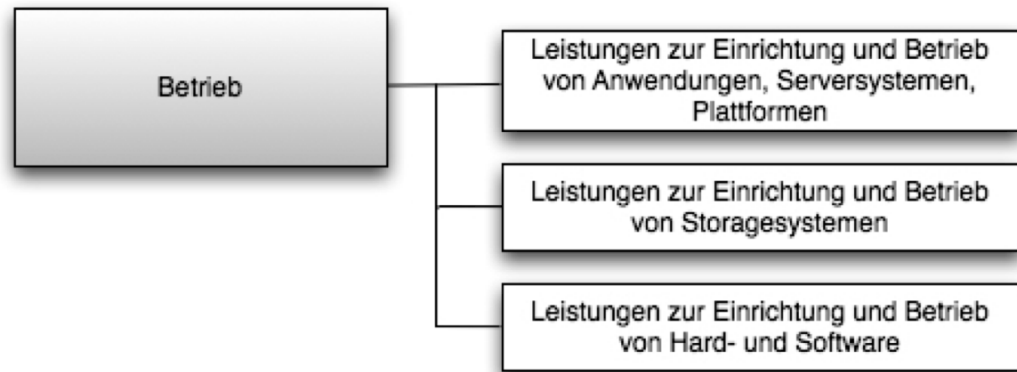 Betrieb
Leistungen zur Einrichtung und Betrieb
von Anwendungen, Serversystemen,
Plattformen
Leistungen zur Einrichtung und Betrieb
von Storagesystemen
Leistungen zur Einrichtung und Betrieb
von Hard- und Software